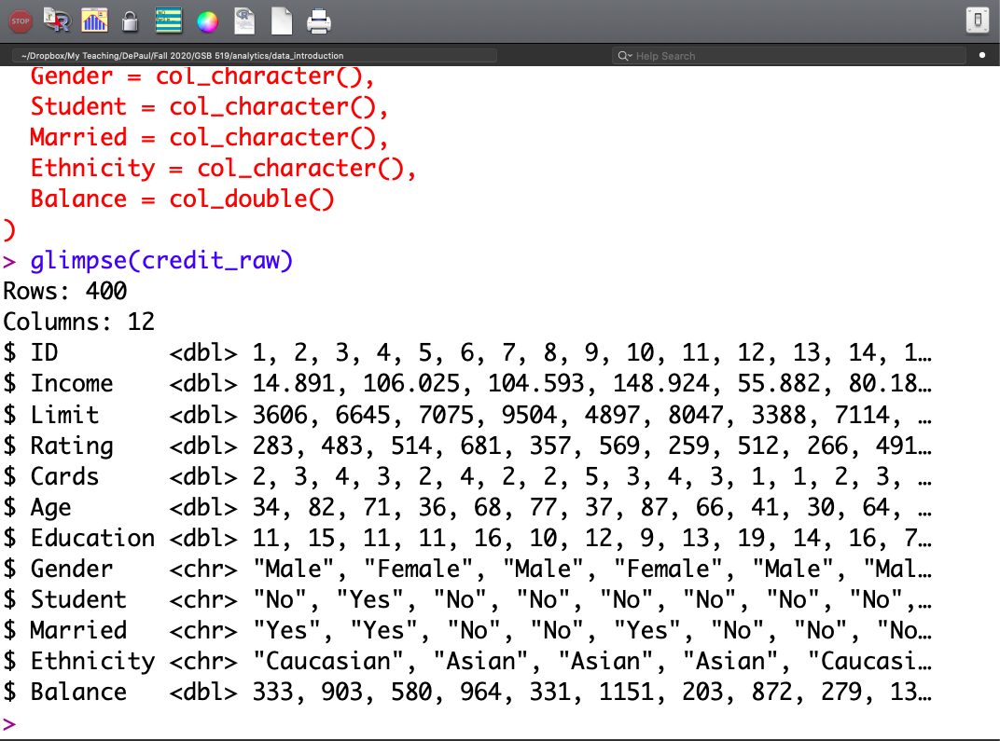 STOP
~/Dropbox/My Teaching/DePaul/Fall 2020/GSB 519/analytics/data_introduction
Help Search
Gender = col_character(),
Student = col_character(),
Married = col_character(),
Ethnicity = col_character(),
Balance = col_double()
)
> glimpse(credit_raw)
Rows: 400
Columns: 12
$ ID <dbl> 1, 2, 3, 4, 5, 6, 7, 8, 9, 10, 11, 12, 13, 14, 1…
$ Income <dbl> 14.891, 106.025, 104.593, 148.924, 55.882, 80.18…
$ Limit <dbl> 3606, 6645, 7075, 9504, 4897, 8047, 3388, 7114, …
$ Rating <dbl> 283, 483, 514, 681, 357, 569, 259, 512, 266, 491…
$ Cards <dbl> 2, 3, 4, 3, 2, 4, 2, 2, 5, 3, 4, 3, 1, 1, 2, 3, …
$ Age <dbl> 34, 82, 71, 36, 68, 77, 37, 87, 66, 41, 30, 64, …
$ Education <dbl> 11, 15, 11, 11, 16, 10, 12, 9, 13, 19, 14, 16, 7…
$ Gender <chr> "Male", "Female", "Male", "Female", "Male", "Mal…
$ Student <chr> "No", "Yes", "No", "No", "No", "No", "No", "No",…
$ Married <chr> "Yes", "Yes", "No", "No", "Yes", "No", "No", "No…
$ Ethnicity <chr> "Caucasian", "Asian", "Asian", "Asian", "Caucasi…
$ Balance <dbl> 333, 903, 580, 964, 331, 1151, 203, 872, 279, 13…
>